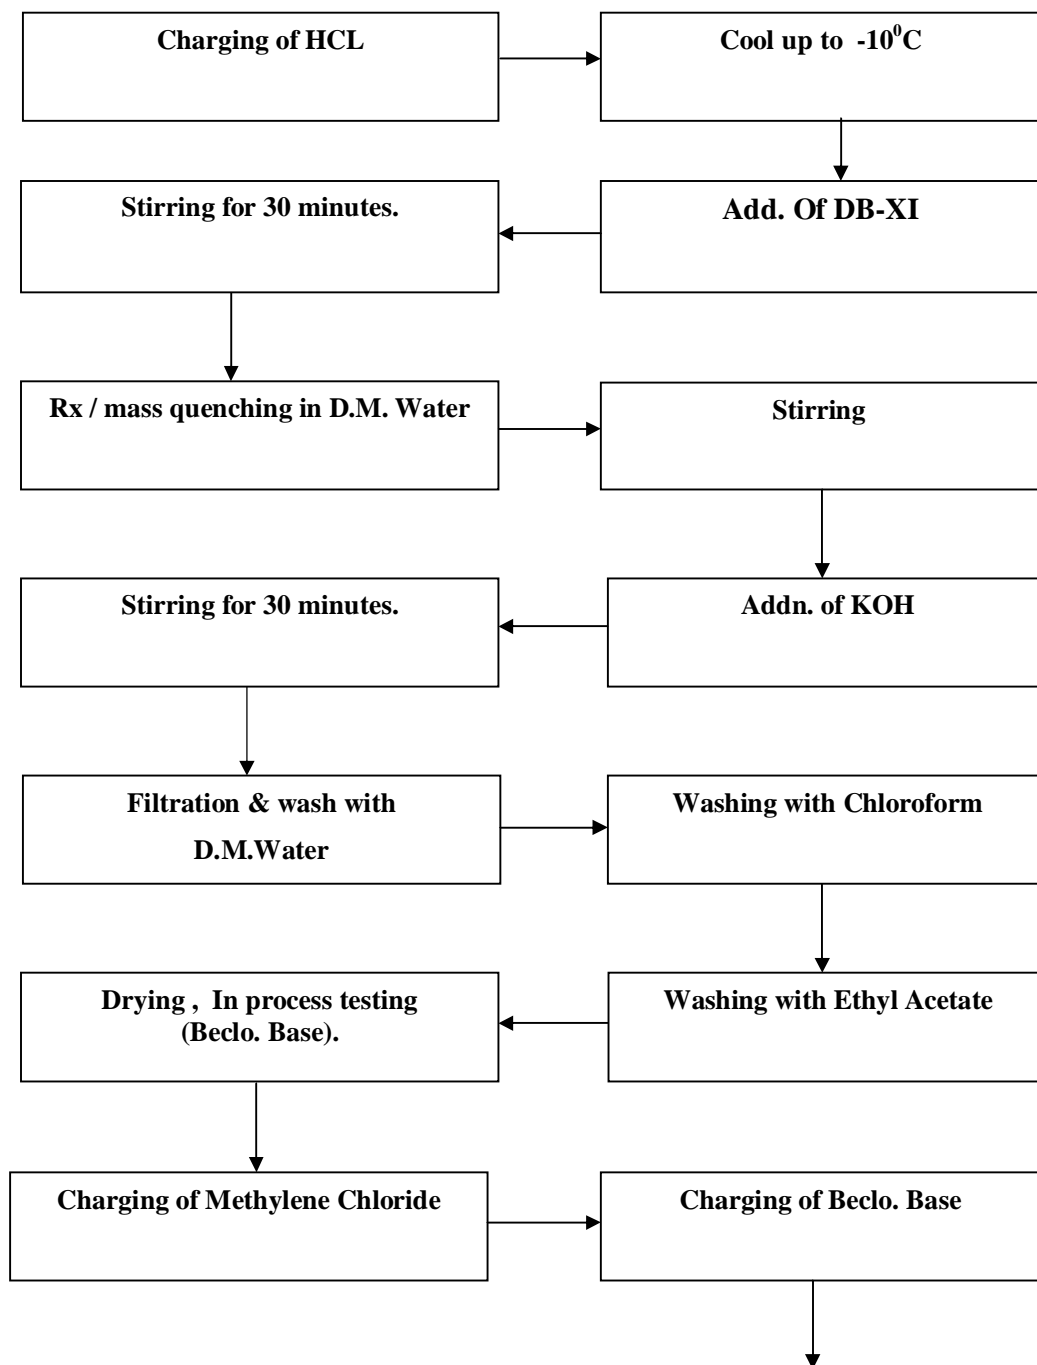 Charging of HCL
Cool up to -10⁰C
Add. Of DB-XI
Stirring for 30 minutes.
Rx / mass quenching in D.M. Water
Stirring
Addn. of KOH
Stirring for 30 minutes.
Filtration & wash with
D.M.Water
Washing with Chloroform
Washing with Ethyl Acetate
Drying , In process testing
(Beclo. Base).
Charging of Methylene Chloride
Charging of Beclo. Base